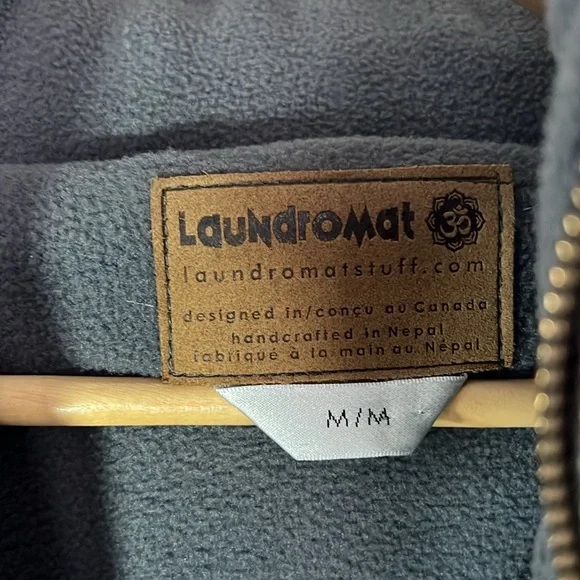 LauNdroMat ॐ
laundromatstuff.com
designed in/conçu au Canada
handcrafted in Nepal
fabriqué à la main au Népal
M/M